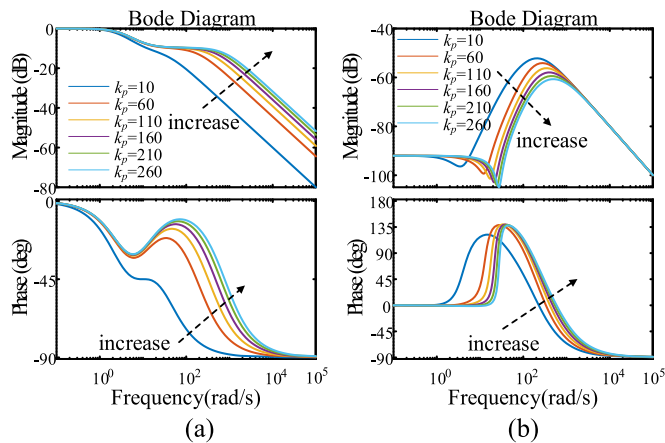 Bode Diagram
0
-20
-40
-60
-80
Magnitude (dB)
k_p=10
k_p=60
k_p=110
k_p=160
k_p=210
k_p=260
increase
0
-45
-90
Phase (deg)
increase
10^0 10^2 10^4 10^5
Frequency(rad/s)
(a)
Bode Diagram
-40
-60
-80
-100
Magnitude (dB)
k_p=10
k_p=60
k_p=110
k_p=160
k_p=210
k_p=260
increase
180
135
90
45
0
-45
-90
Phase (deg)
increase
10^0 10^2 10^4 10^5
Frequency(rad/s)
(b)